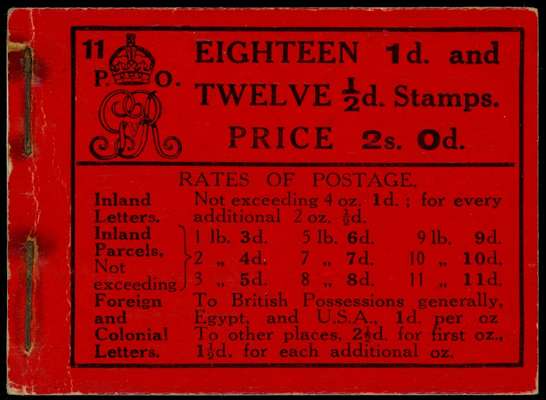 11
P. O.
GR
EIGHTEEN 1d. and
TWELVE ½d. Stamps.
PRICE 2s. 0d.
RATES OF POSTAGE.
Inland Letters. Not exceeding 4 oz. 1d.; for every
additional 2 oz. ½d.
Inland Parcels, Not exceeding
1 lb. 3d. 5 lb. 6d. 9 lb. 9d.
2 „ 4d. 7 „ 7d. 10 „ 10d.
3 „ 5d. 8 „ 8d. 11 „ 11d.
Foreign and Colonial Letters.
To British Possessions generally,
Egypt, and U.S.A., 1d. per oz
To other places, 2½d. for first oz.,
1½d. for each additional oz.